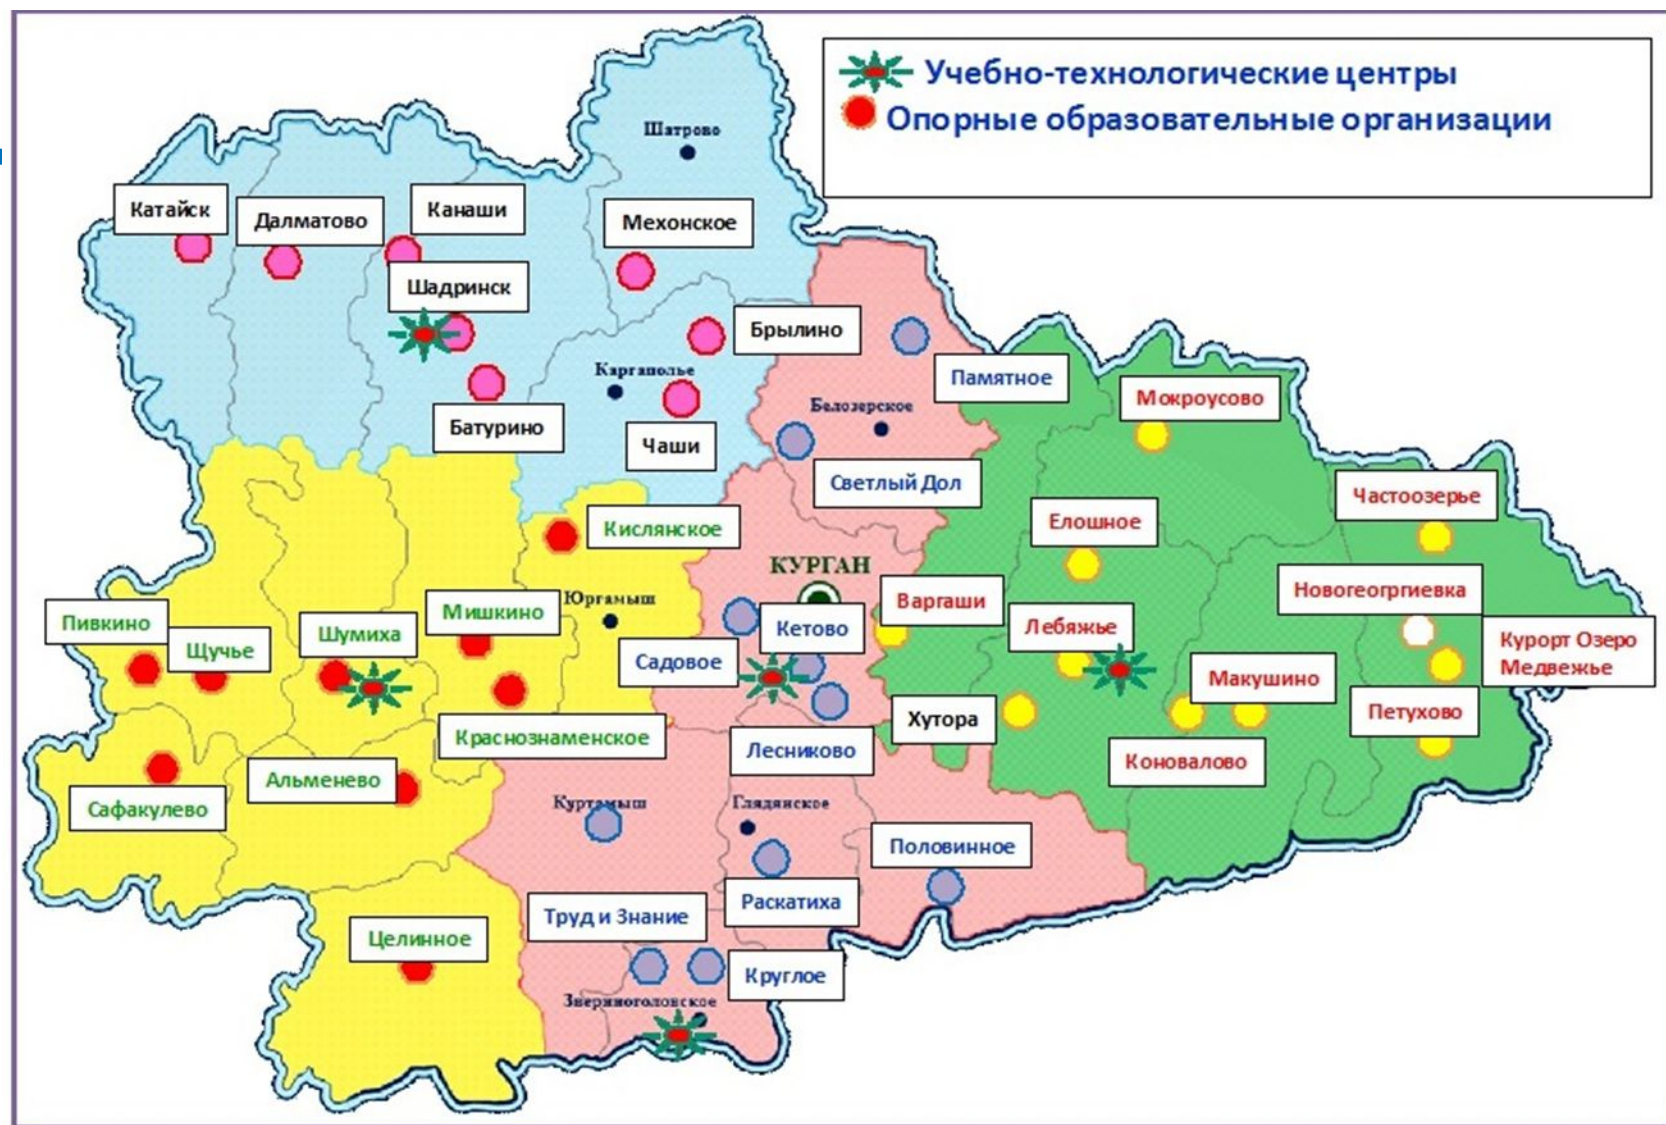 Учебно-технологические центры
Опорные образовательные организации
Шатрово
Катайск
Далматово
Канаши
Мехонское
Шадринск
Брылино
Каргаполье
Памятное
Мокроусово
Белозерское
Батурино
Чаши
Светлый Дол
Частоозерье
Елошное
Кислянское
КУРГАН
Новогеогргиевка
Варгаши
Юргамыш
Мишкино
Пивкино
Шумиха
Кетово
Лебяжье
Щучье
Садовое
Курорт Озеро
Медвежье
Макушино
Петухово
Хутора
Краснознаменское
Лесниково
Коновалово
Альменево
Сафакулево
Куртамыш
Глядянское
Половинное
Раскатиха
Труд и Знание
Целинное
Круглое
Звериноголовское